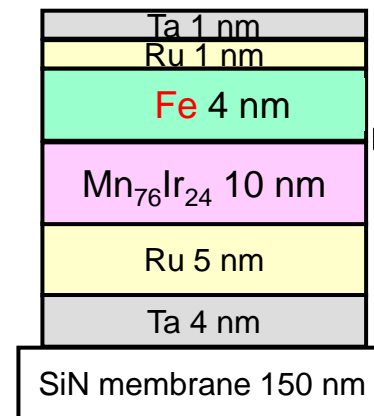 Ta 1 nm
Ru 1 nm
Fe 4 nm
Mn₇₆Ir₂₄ 10 nm
Ru 5 nm
Ta 4 nm
SiN membrane 150 nm